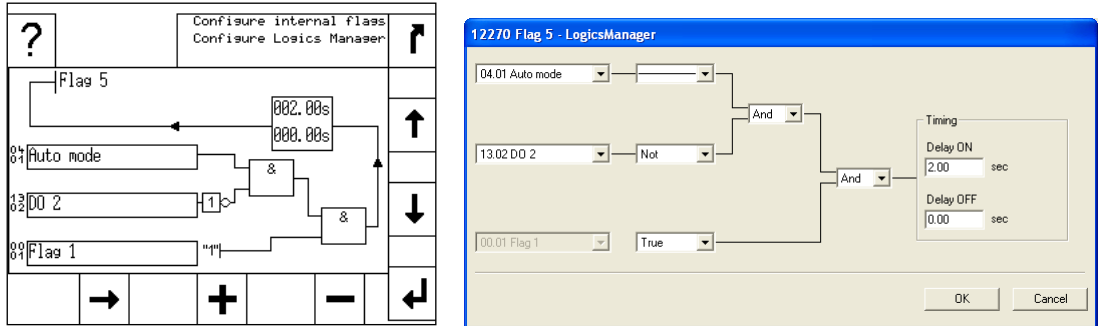 ?
Configure internal flags
Configure Logics Manager
Flag 5
002.00s
000.00s
04 01 Auto mode
&
13 02 DO 2
1
&
00 01 Flag 1
"1"
12270 Flag 5 - LogicsManager
04.01 Auto mode
And
13.02 DO 2
Not
And
00.01 Flag 1
True
Timing
Delay ON
2.00 sec
Delay OFF
0.00 sec
OK
Cancel